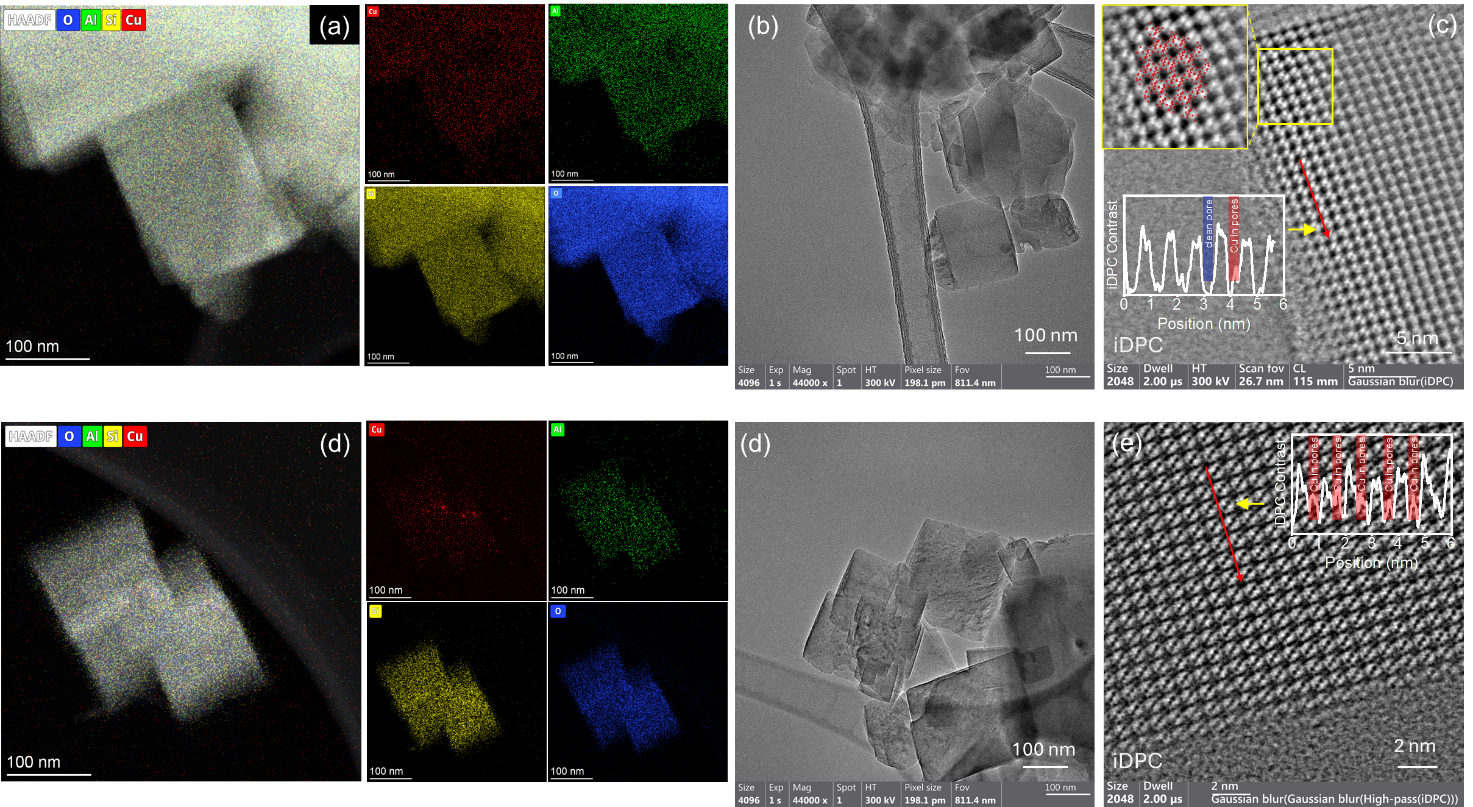 HAADF O Al Si Cu
(a)
100 nm
Cu
100 nm
Al
100 nm
100 nm
O
100 nm
(b)
100 nm
Size Exp Mag Spot HT Pixel size Fov
4096 1 s 44000 x 1 300 kV 198.1 pm 811.4 nm
100 nm
(c)
iDPC Contrast
clean pore
Cu in pores
0 1 2 3 4 5 6
Position (nm)
iDPC
5 nm
Size Dwell HT Scan fov CL
2048 2.00 µs 300 kV 26.7 nm 115 mm
5 nm
Gaussian blur(iDPC)
HAADF O Al Si Cu
(d)
100 nm
Cu
100 nm
Al
100 nm
Si
100 nm
O
100 nm
(d)
100 nm
Size Exp Mag Spot HT Pixel size Fov
4096 1 s 44000 x 1 300 kV 198.1 pm 811.4 nm
100 nm
(e)
iDPC Contrast
Cu in pores
Cu in pores
Cu in pores
Cu in pores
Cu in pores
0 1 2 3 4 5 6
Position (nm)
iDPC
2 nm
Size Dwell
2048 2.00 µs
2 nm
Gaussian blur(Gaussian blur(High-pass(iDPC)))